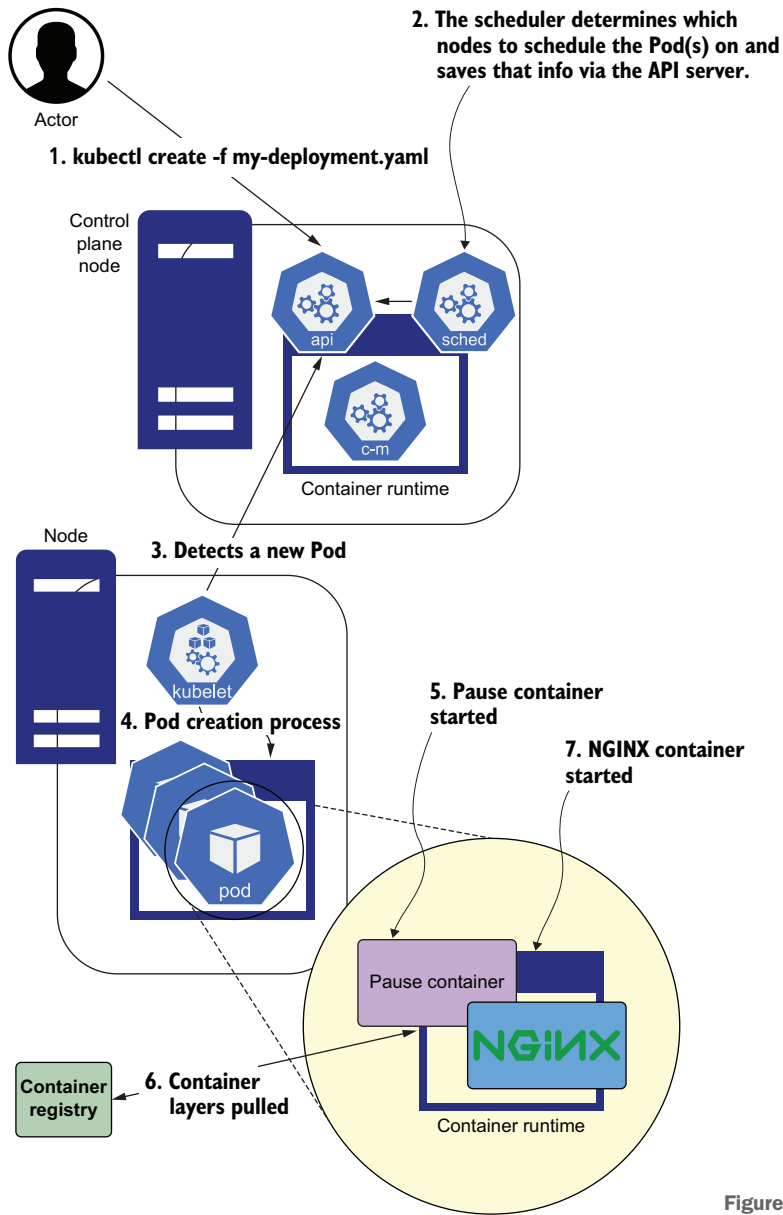 2. The scheduler determines which
nodes to schedule the Pod(s) on and
saves that info via the API server.
Actor
1. kubectl create -f my-deployment.yaml
Control
plane
node
api
sched
c-m
Container runtime
Node
3. Detects a new Pod
kubelet
4. Pod creation process
5. Pause container
started
7. NGINX container
started
pod
Pause container
NGINX
Container
registry
6. Container
layers pulled
Container runtime
Figure